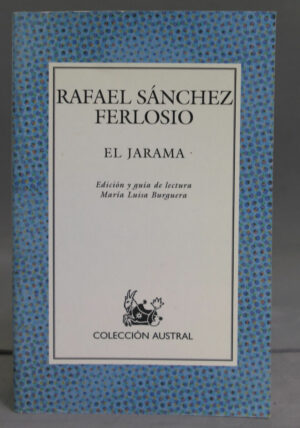 RAFAEL SÁNCHEZ
FERLOSIO
EL JARAMA
Edición y guía de lectura
María Luisa Burguera
COLECCIÓN AUSTRAL